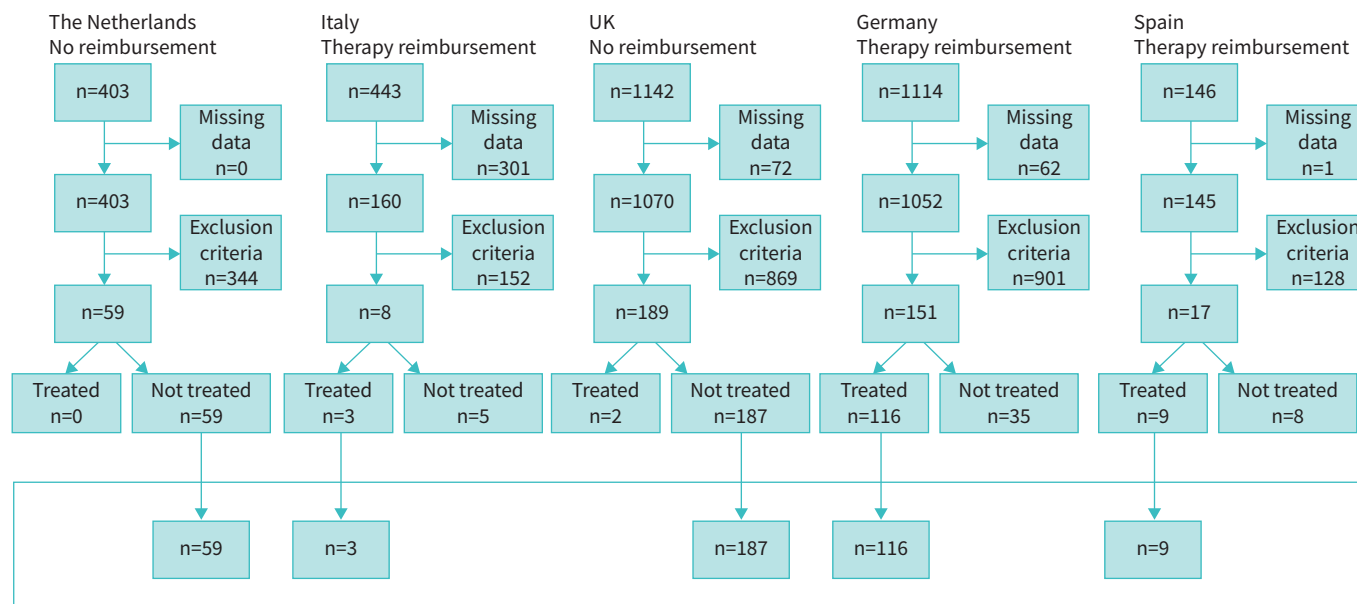 The Netherlands
No reimbursement
n=403
Missing
data
n=0
n=403
Exclusion
criteria
n=344
n=59
Treated
n=0
Not treated
n=59
n=59
Italy
Therapy reimbursement
n=443
Missing
data
n=301
n=160
Exclusion
criteria
n=152
n=8
Treated
n=3
Not treated
n=5
n=3
UK
No reimbursement
n=1142
Missing
data
n=72
n=1070
Exclusion
criteria
n=869
n=189
Treated
n=2
Not treated
n=187
n=187
Germany
Therapy reimbursement
n=1114
Missing
data
n=62
n=1052
Exclusion
criteria
n=901
n=151
Treated
n=116
Not treated
n=35
n=116
Spain
Therapy reimbursement
n=146
Missing
data
n=1
n=145
Exclusion
criteria
n=128
n=17
Treated
n=9
Not treated
n=8
n=9